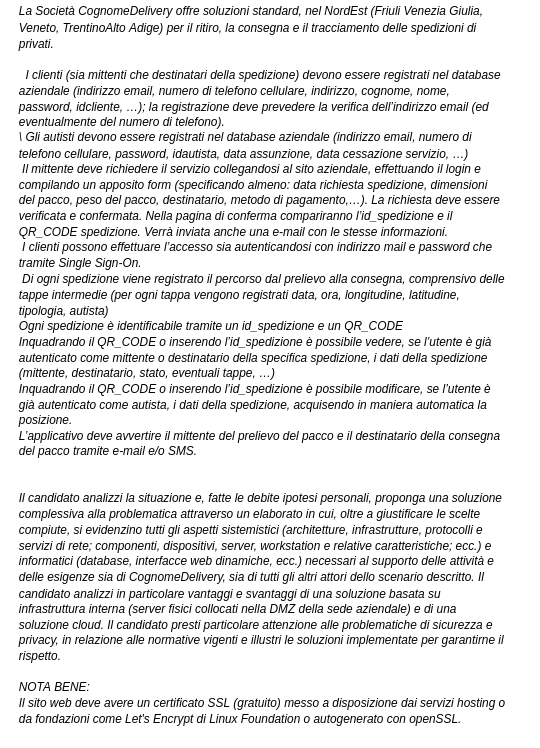 La Società CognomeDelivery offre soluzioni standard, nel NordEst (Friuli Venezia Giulia,
Veneto, TrentinoAlto Adige) per il ritiro, la consegna e il tracciamento delle spedizioni di
privati.
I clienti (sia mittenti che destinatari della spedizione) devono essere registrati nel database
aziendale (indirizzo email, numero di telefono cellulare, indirizzo, cognome, nome,
password, idcliente, …); la registrazione deve prevedere la verifica dell’indirizzo email (ed
eventualmente del numero di telefono).
\ Gli autisti devono essere registrati nel database aziendale (indirizzo email, numero di
telefono cellulare, password, idautista, data assunzione, data cessazione servizio, …)
Il mittente deve richiedere il servizio collegandosi al sito aziendale, effettuando il login e
compilando un apposito form (specificando almeno: data richiesta spedizione, dimensioni
del pacco, peso del pacco, destinatario, metodo di pagamento,…). La richiesta deve essere
verificata e confermata. Nella pagina di conferma compariranno l’id_spedizione e il
QR_CODE spedizione. Verrà inviata anche una e-mail con le stesse informazioni.
I clienti possono effettuare l’accesso sia autenticandosi con indirizzo mail e password che
tramite Single Sign-On.
Di ogni spedizione viene registrato il percorso dal prelievo alla consegna, comprensivo delle
tappe intermedie (per ogni tappa vengono registrati data, ora, longitudine, latitudine,
tipologia, autista)
Ogni spedizione è identificabile tramite un id_spedizione e un QR_CODE
Inquadrando il QR_CODE o inserendo l’id_spedizione è possibile vedere, se l’utente è già
autenticato come mittente o destinatario della specifica spedizione, i dati della spedizione
(mittente, destinatario, stato, eventuali tappe, …)
Inquadrando il QR_CODE o inserendo l’id_spedizione è possibile modificare, se l’utente è
già autenticato come autista, i dati della spedizione, acquisendo in maniera automatica la
posizione.
L’applicativo deve avvertire il mittente del prelievo del pacco e il destinatario della consegna
del pacco tramite e-mail e/o SMS.
Il candidato analizzi la situazione e, fatte le debite ipotesi personali, proponga una soluzione
complessiva alla problematica attraverso un elaborato in cui, oltre a giustificare le scelte
compiute, si evidenzino tutti gli aspetti sistemistici (architetture, infrastrutture, protocolli e
servizi di rete; componenti, dispositivi, server, workstation e relative caratteristiche; ecc.) e
informatici (database, interfacce web dinamiche, ecc.) necessari al supporto delle attività e
delle esigenze sia di CognomeDelivery, sia di tutti gli altri attori dello scenario descritto. Il
candidato analizzi in particolare vantaggi e svantaggi di una soluzione basata su
infrastruttura interna (server fisici collocati nella DMZ della sede aziendale) e di una
soluzione cloud. Il candidato presti particolare attenzione alle problematiche di sicurezza e
privacy, in relazione alle normative vigenti e illustri le soluzioni implementate per garantirne il
rispetto.
NOTA BENE:
Il sito web deve avere un certificato SSL (gratuito) messo a disposizione dai servizi hosting o
da fondazioni come Let's Encrypt di Linux Foundation o autogenerato con openSSL.